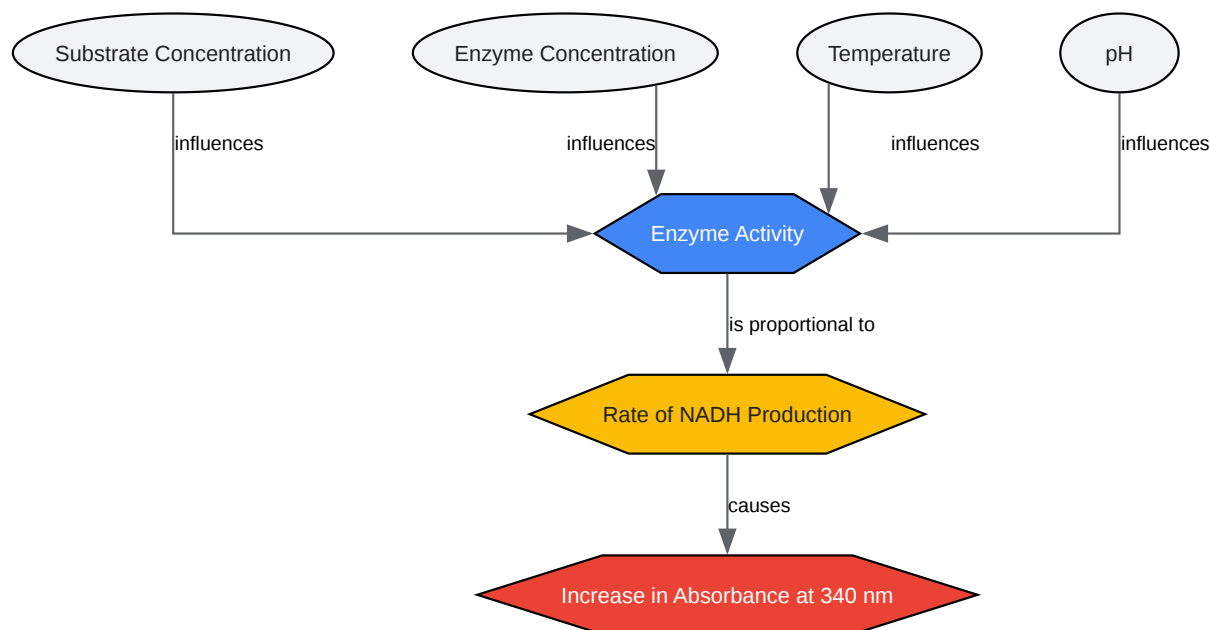 Substrate Concentration
Enzyme Concentration
Temperature
pH
influences
influences
influences
influences
Enzyme Activity
is proportional to
Rate of NADH Production
causes
Increase in Absorbance at 340 nm